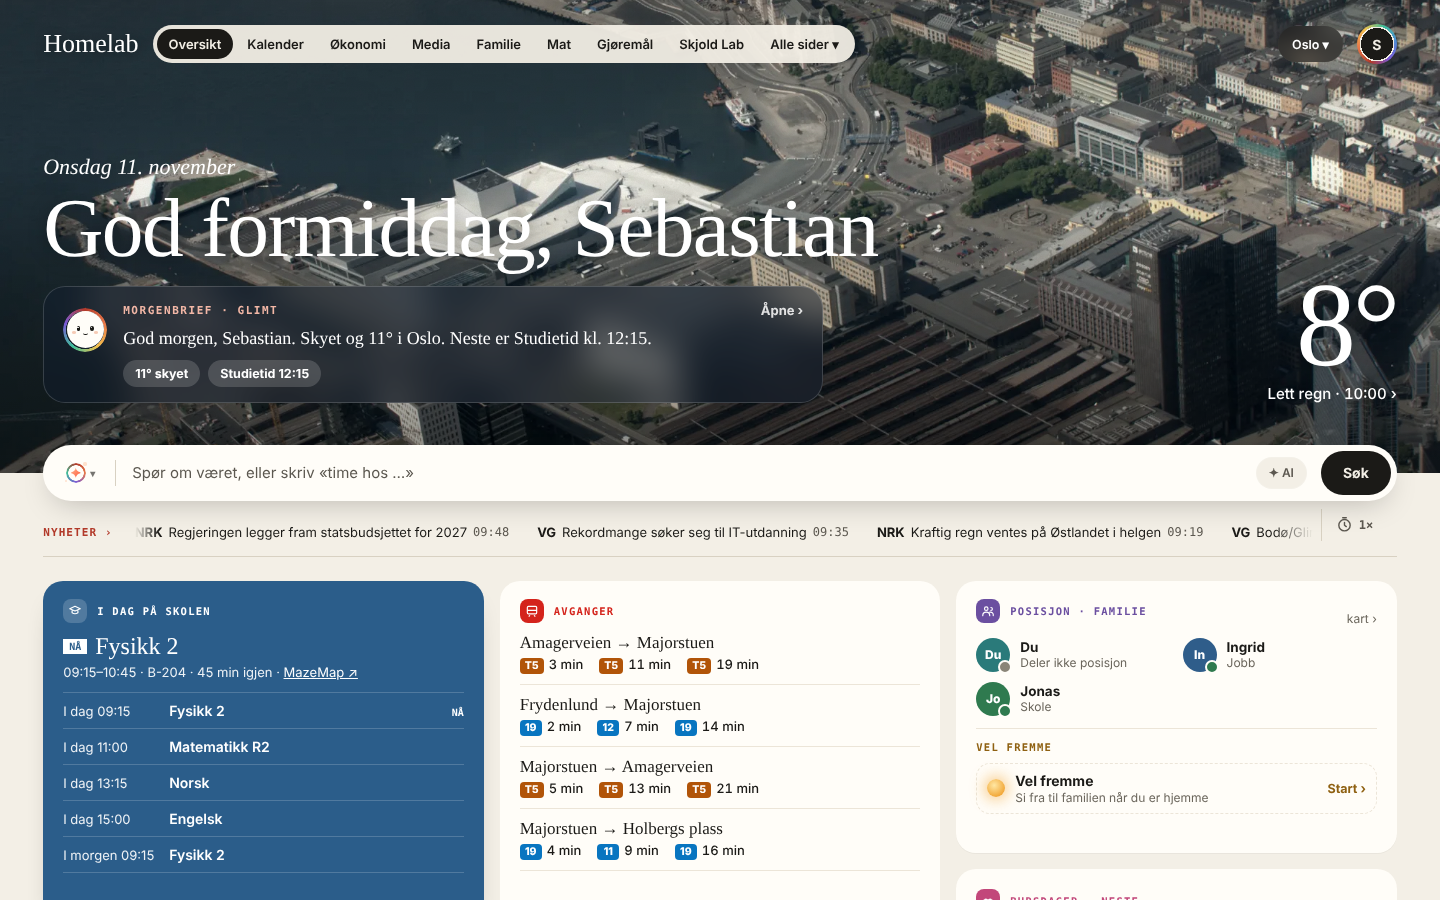 Homelab
Oversikt Kalender Økonomi Media Familie Mat Gjøremål Skjold Lab Alle sider ▾
Oslo ▾
S
Onsdag 11. november
God formiddag, Sebastian
MORGENBRIEF · GLIMT
Åpne ›
God morgen, Sebastian. Skyet og 11° i Oslo. Neste er Studietid kl. 12:15.
11° skyet Studietid 12:15
8°
Lett regn · 10:00 ›
Spør om været, eller skriv «time hos …»
✦ AI
Søk
NYHETER ›
NRK Regjeringen legger fram statsbudsjettet for 2027 09:48 VG Rekordmange søker seg til IT-utdanning 09:35 NRK Kraftig regn ventes på Østlandet i helgen 09:19 VG
1×
I DAG PÅ SKOLEN
NÅ Fysikk 2
09:15–10:45 · B-204 · 45 min igjen · MazeMap ↗
I dag 09:15 Fysikk 2 NÅ
I dag 11:00 Matematikk R2
I dag 13:15 Norsk
I dag 15:00 Engelsk
I morgen 09:15 Fysikk 2
AVGANGER
Amagerveien → Majorstuen
T5 3 min T5 11 min T5 19 min
Frydenlund → Majorstuen
19 2 min 12 7 min 19 14 min
Majorstuen → Amagerveien
T5 5 min T5 13 min T5 21 min
Majorstuen → Holbergs plass
19 4 min 11 9 min 19 16 min
POSISJON · FAMILIE
kart ›
Du Du
Deler ikke posisjon
In Ingrid
Jobb
Jo Jonas
Skole
VEL FREMME
Vel fremme
Si fra til familien når du er hjemme
Start ›